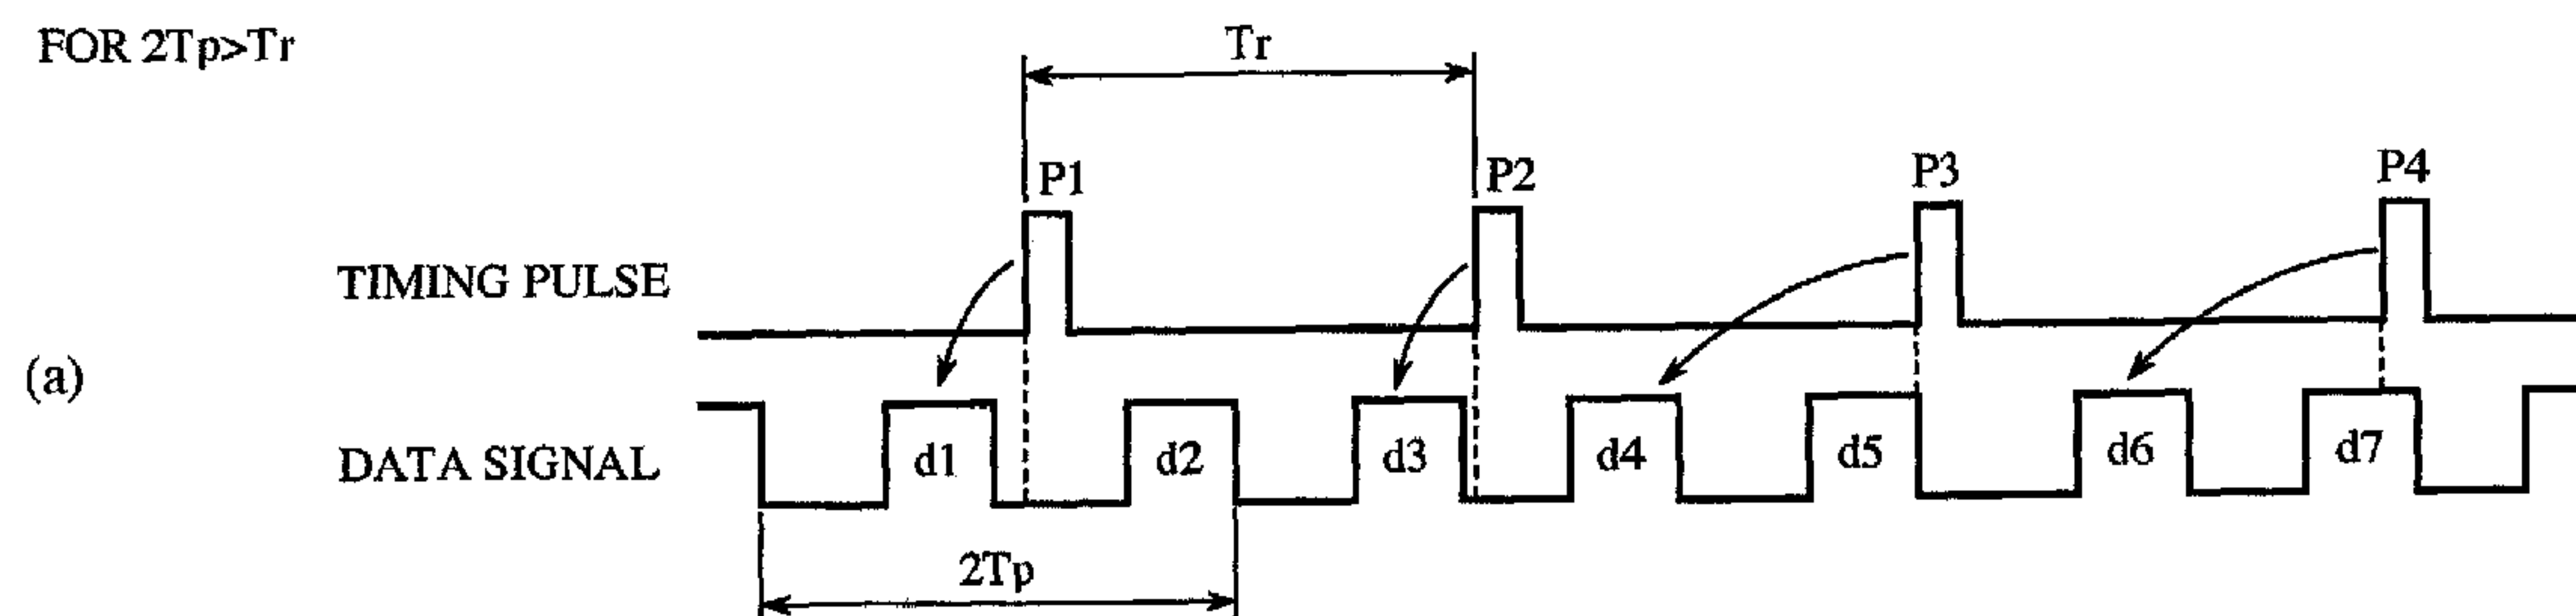 FOR 2Tp>Tr
Tr
P1
P2
P3
P4
TIMING PULSE
(a)
DATA SIGNAL
d1
d2
d3
d4
d5
d6
d7
2Tp